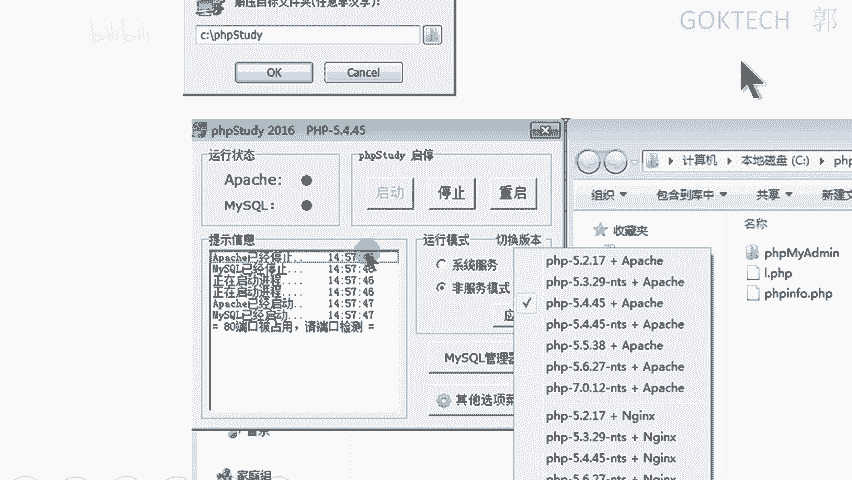 GOKTECH 郭
bilibili
解压目标文件夹(任意非汉字):
c:\phpStudy
OK
Cancel
phpStudy 2016 PHP-5.4.45
运行状态
Apache:
MySQL:
phpStudy 启停
启动
停止
重启
提示信息
Apache已经停止.. 14:57:46
MySQL已经停止... 14:57:46
正在启动进程.... 14:57:46
正在启动进程.... 14:57:46
Apache已经启动.. 14:57:47
MySQL已经启动... 14:57:47
= 80端口被占用，请端口检测 =
运行模式
切换版本
系统服务
非服务模式
应
MySQL管理器
其他选项菜
php-5.2.17 + Apache
php-5.3.29-nts + Apache
php-5.4.45 + Apache
php-5.4.45-nts + Apache
php-5.5.38 + Apache
php-5.6.27-nts + Apache
php-7.0.12-nts + Apache
php-5.2.17 + Nginx
php-5.3.29-nts + Nginx
php-5.4.45-nts + Nginx
php-5.6.27-nts + Nginx
计算机
本地磁盘 (C:)
php
组织
包含到库中
共享
新建文
收藏夹
名称
phpMyAdmin
l.php
phpinfo.php
音乐
家庭组